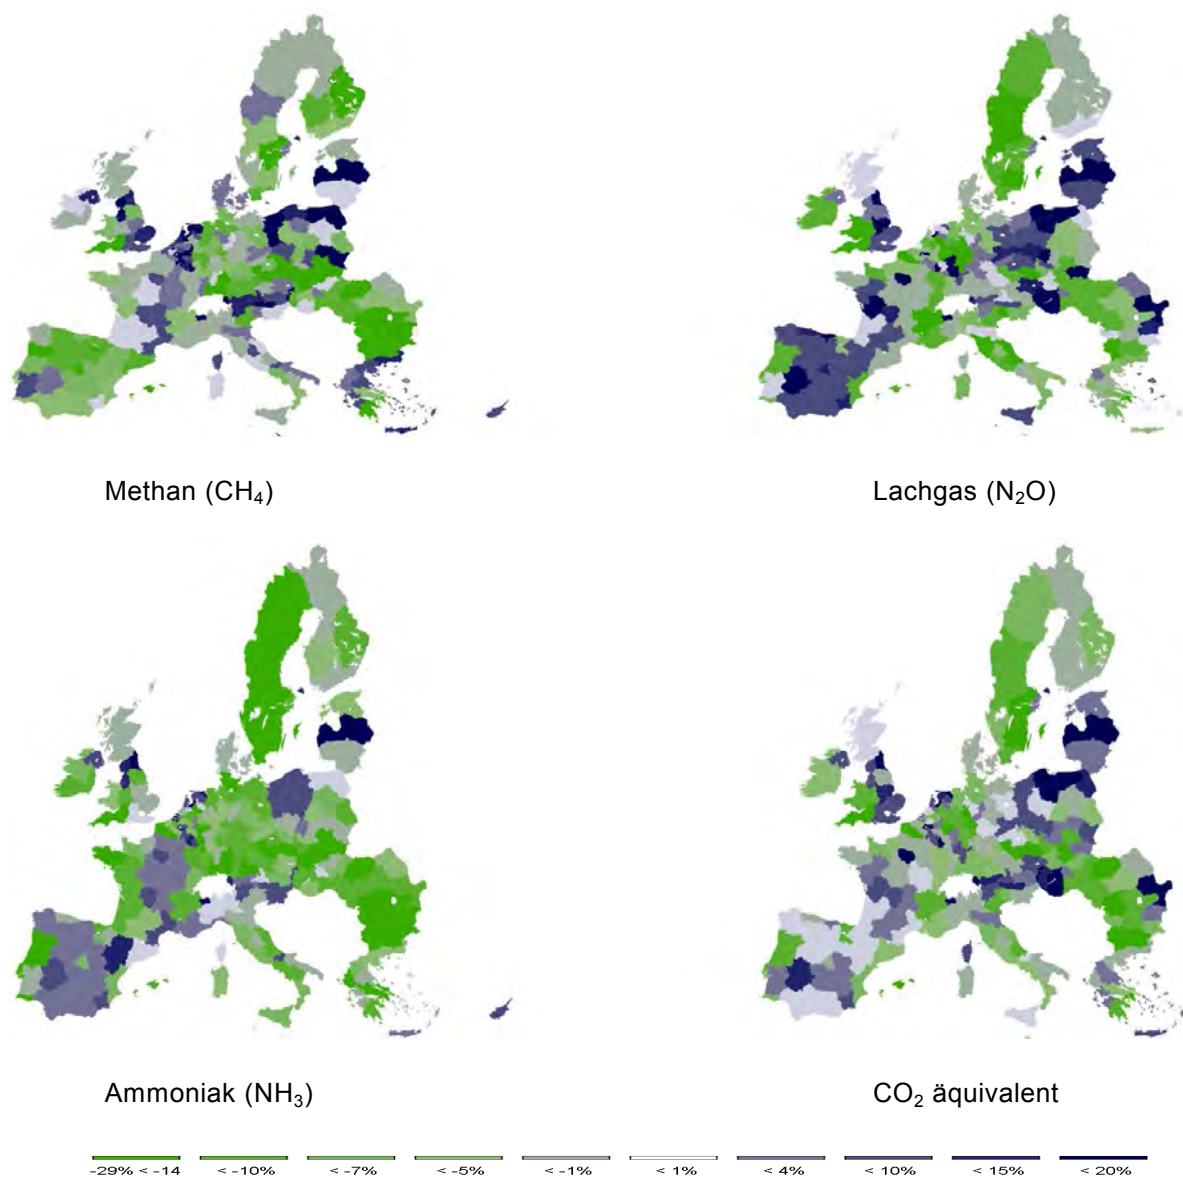 Methan (CH₄)
Lachgas (N₂O)
Ammoniak (NH₃)
CO₂ äquivalent
-29% < -14 < -10% < -7% < -5% < -1% < 1% < 4% < 10% < 15% < 20%